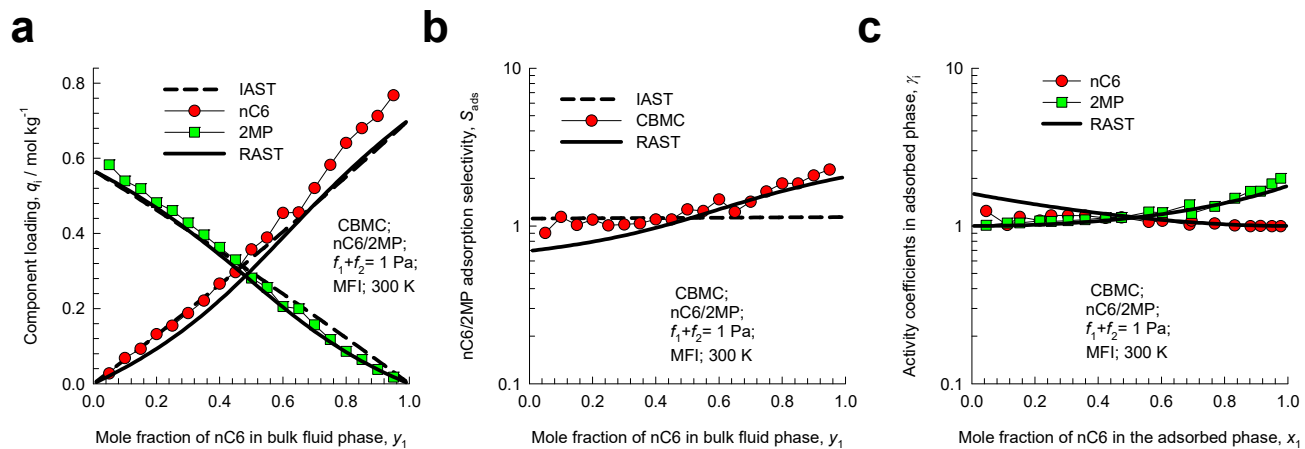 a
Component loading, qi / mol kg-1
0.8
0.6
0.4
0.2
0.0
IAST
nC6
2MP
RAST
CBMC;
nC6/2MP;
f1+f2= 1 Pa;
MFI; 300 K
0.0 0.2 0.4 0.6 0.8 1.0
Mole fraction of nC6 in bulk fluid phase, y1
b
nC6/2MP adsorption selectivity, Sads
10
1
0.1
IAST
CBMC
RAST
CBMC;
nC6/2MP;
f1+f2= 1 Pa;
MFI; 300 K
0.0 0.2 0.4 0.6 0.8 1.0
Mole fraction of nC6 in bulk fluid phase, y1
c
Activity coefficients in adsorbed phase, γi
10
1
0.1
nC6
2MP
RAST
CBMC;
nC6/2MP;
f1+f2= 1 Pa;
MFI; 300 K
0.0 0.2 0.4 0.6 0.8 1.0
Mole fraction of nC6 in the adsorbed phase, x1